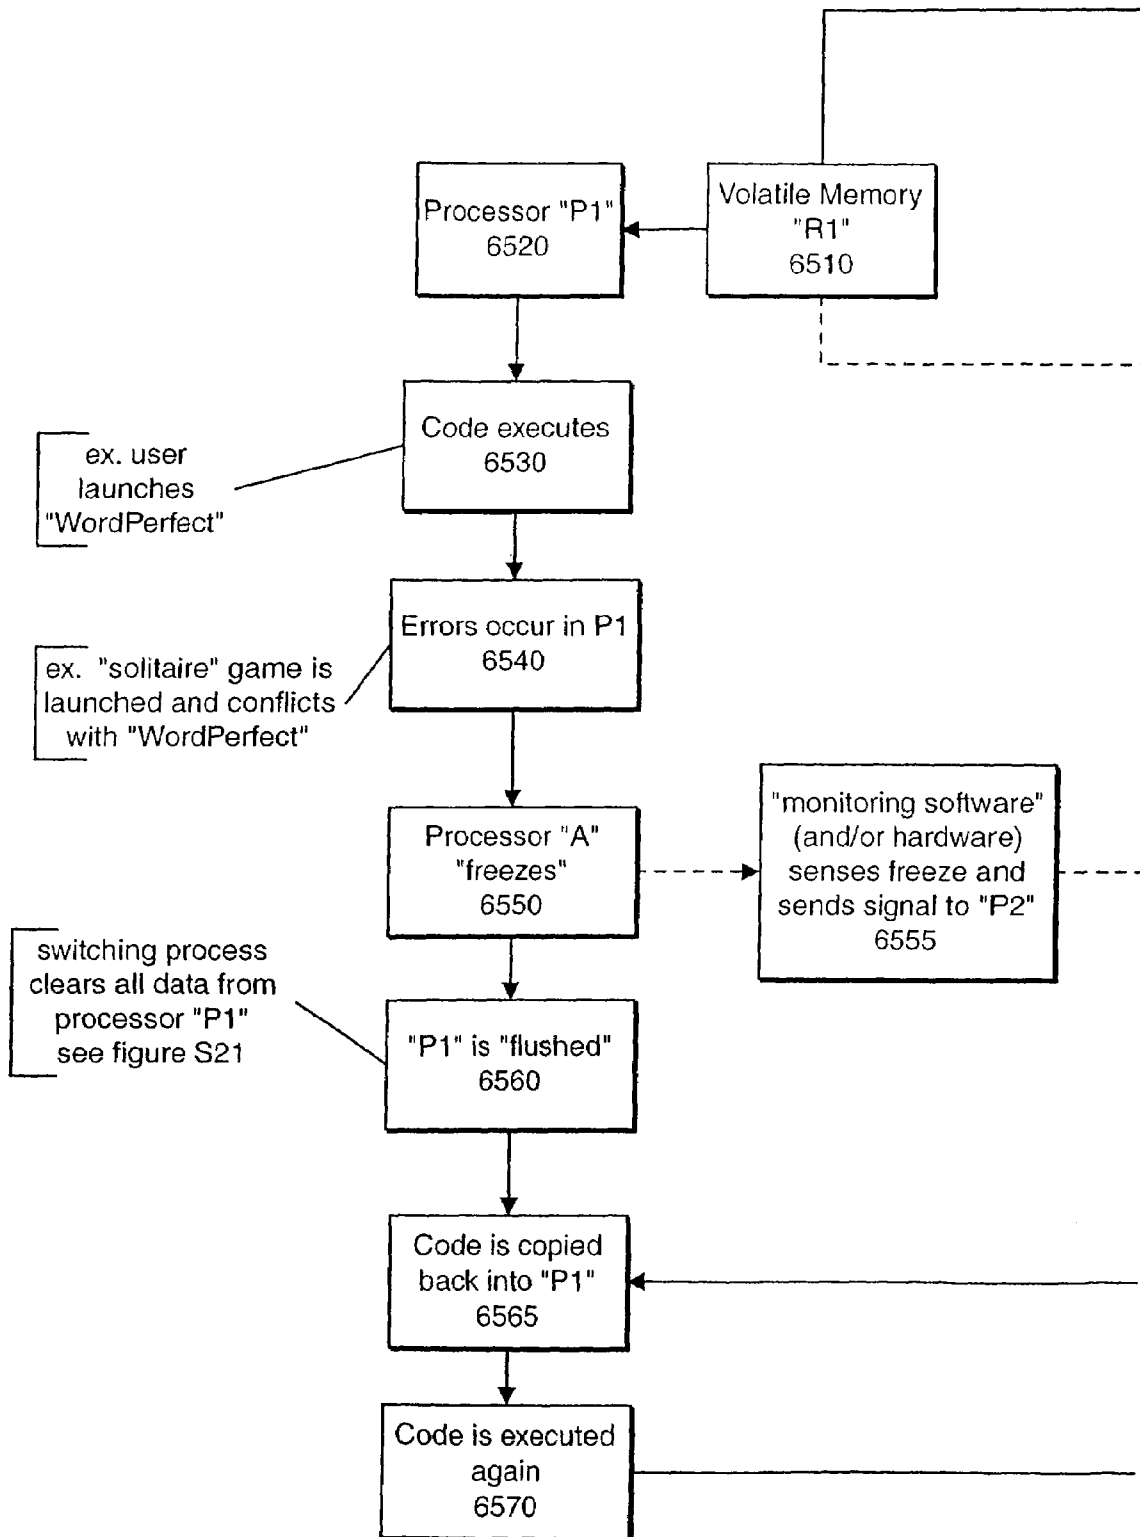 Processor "P1"
6520
Volatile Memory
"R1"
6510
Code executes
6530
ex. user
launches
"WordPerfect"
Errors occur in P1
6540
ex. "solitaire" game is
launched and conflicts
with "WordPerfect"
Processor "A"
"freezes"
6550
"monitoring software"
(and/or hardware)
senses freeze and
sends signal to "P2"
6555
switching process
clears all data from
processor "P1"
see figure S21
"P1" is "flushed"
6560
Code is copied
back into "P1"
6565
Code is executed
again
6570